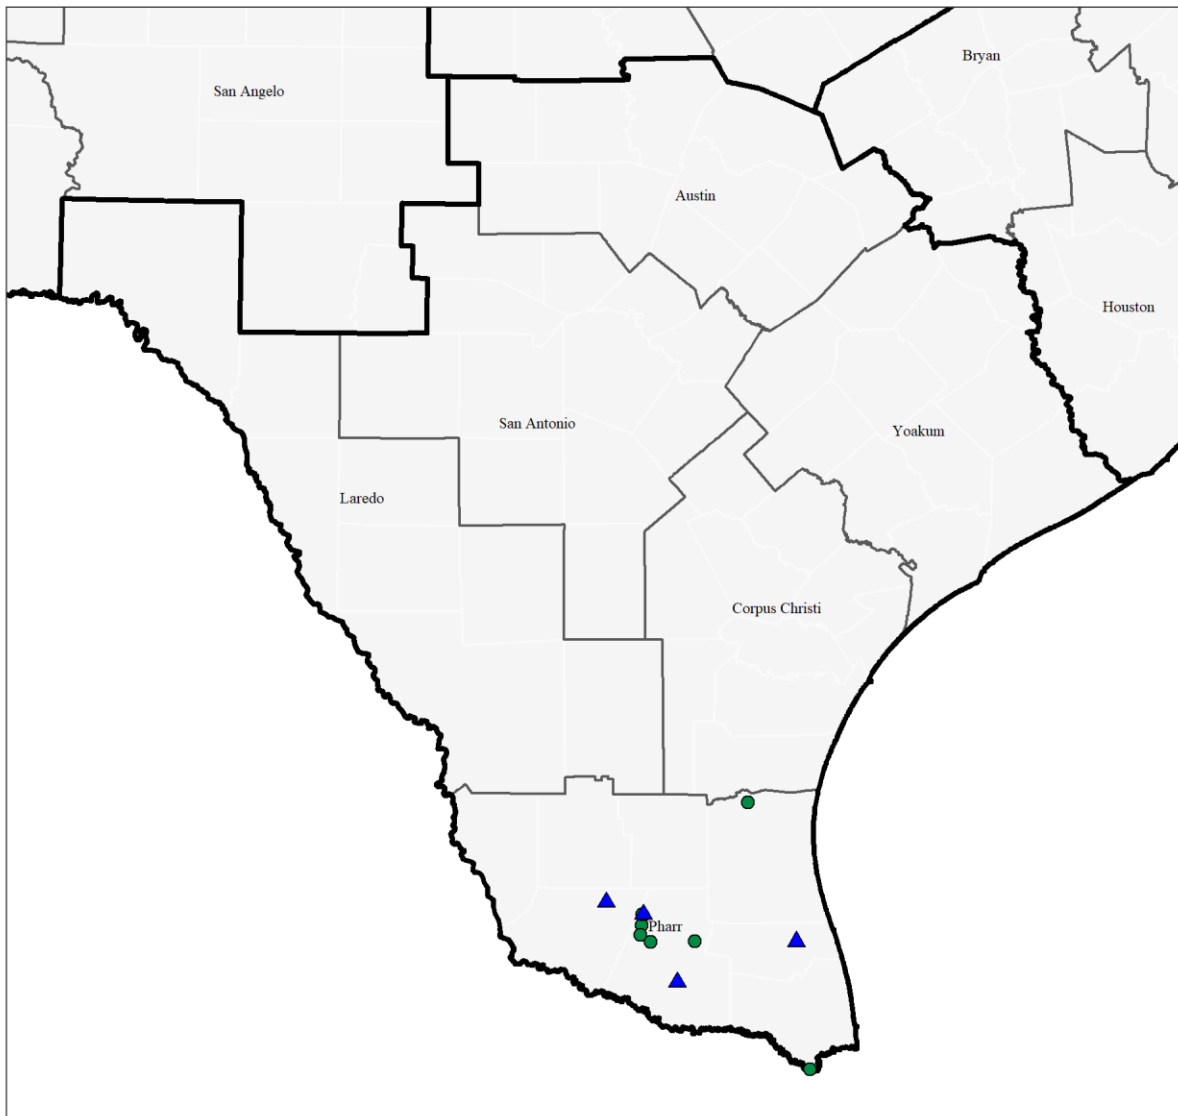 Bryan
San Angelo
Austin
Houston
San Antonio
Yoakum
Laredo
Corpus Christi
Pharr